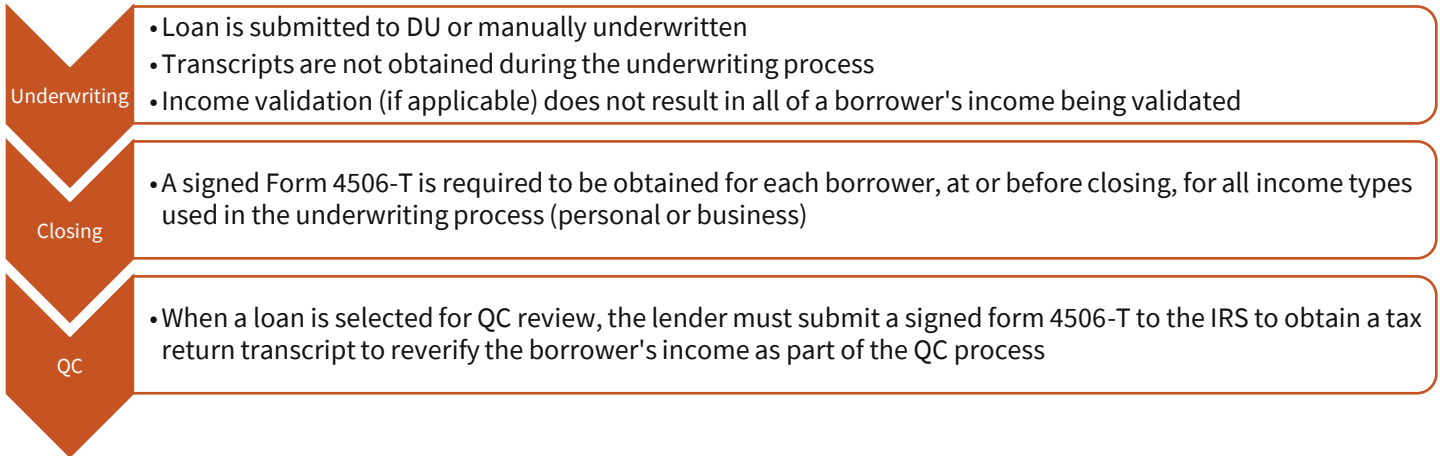 Underwriting
•Loan is submitted to DU or manually underwritten
•Transcripts are not obtained during the underwriting process
•Income validation (if applicable) does not result in all of a borrower's income being validated
Closing
•A signed Form 4506-T is required to be obtained for each borrower, at or before closing, for all income types
used in the underwriting process (personal or business)
QC
•When a loan is selected for QC review, the lender must submit a signed form 4506-T to the IRS to obtain a tax
return transcript to reverify the borrower's income as part of the QC process